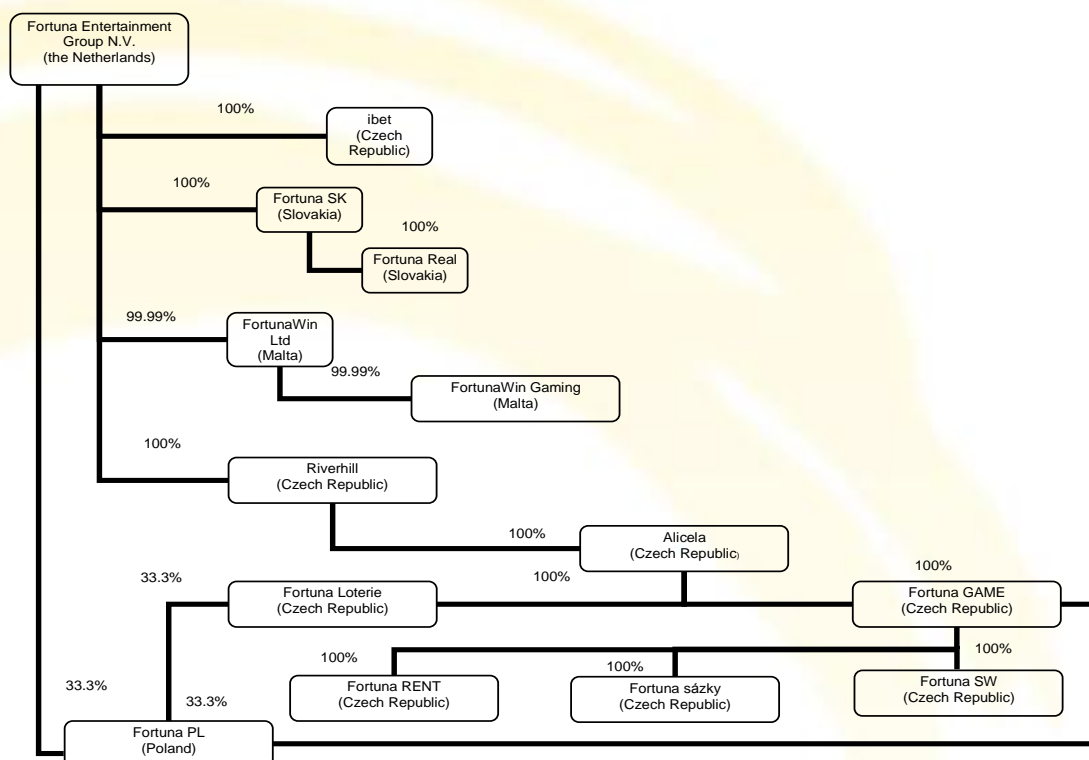 Fortuna Entertainment
Group N.V.
(the Netherlands)
100%
ibet
(Czech
Republic)
100%
Fortuna SK
(Slovakia)
100%
Fortuna Real
(Slovakia)
99.99%
FortunaWin
Ltd
(Malta)
99.99%
FortunaWin Gaming
(Malta)
100%
Riverhill
(Czech Republic)
100%
Alicela
(Czech Republic)
33.3%
100%
100%
Fortuna Loterie
(Czech Republic)
Fortuna GAME
(Czech Republic)
100%
100%
100%
Fortuna RENT
(Czech Republic)
Fortuna sázky
(Czech Republic)
Fortuna SW
(Czech Republic)
33.3%
33.3%
Fortuna PL
(Poland)